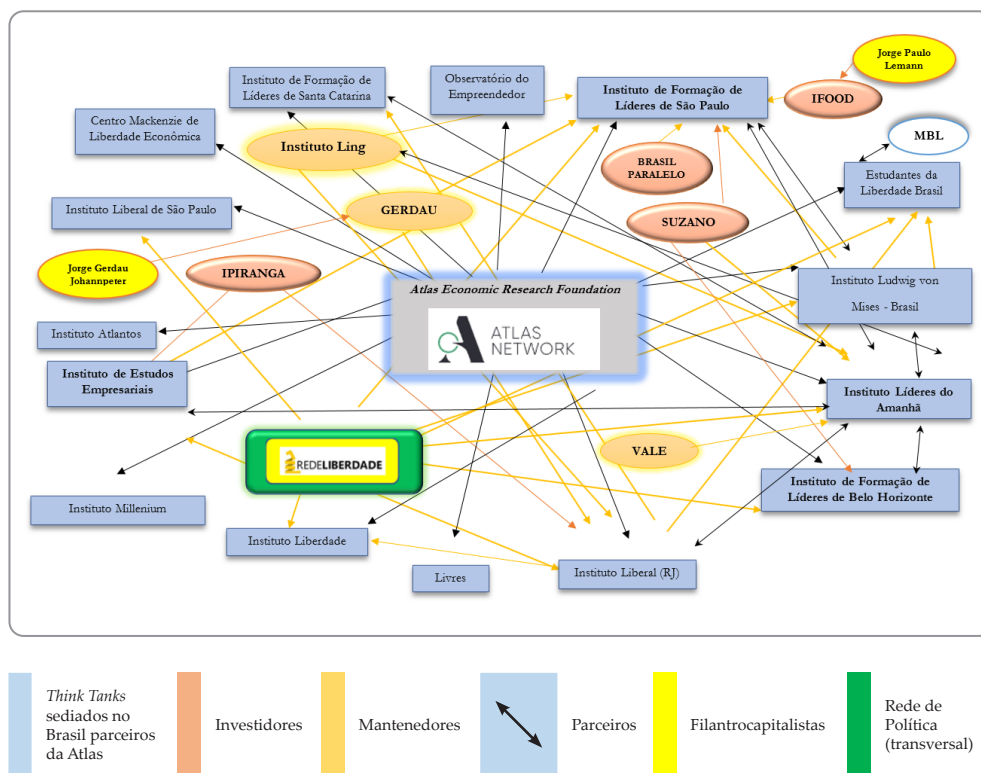 Jorge Paulo
Lemann
Instituto de Formação de
Líderes de Santa Catarina
Observatório do
Empreendedor
Instituto de Formação de
Líderes de São Paulo
IFOOD
Centro Mackenzie de
Liberdade Econômica
MBL
Instituto Ling
BRASIL
PARALELO
Estudantes da
Liberdade Brasil
Instituto Liberal de São Paulo
GERDAU
SUZANO
Jorge Gerdau
Johannpeter
IPIRANGA
Atlas Economic Research Foundation
ATLAS
NETWORK
Instituto Ludwig von
Mises - Brasil
Instituto Atlantos
Instituto de Estudos
Empresariais
Instituto Líderes do
Amanhã
REDELIBERDADE
VALE
Instituto de Formação de
Líderes de Belo Horizonte
Instituto Millenium
Instituto Liberdade
Livres
Instituto Liberal (RJ)
Think Tanks
sediados no
Brasil parceiros
da Atlas
Investidores
Mantenedores
Parceiros
Filantrocapitalistas
Rede de
Política
(transversal)